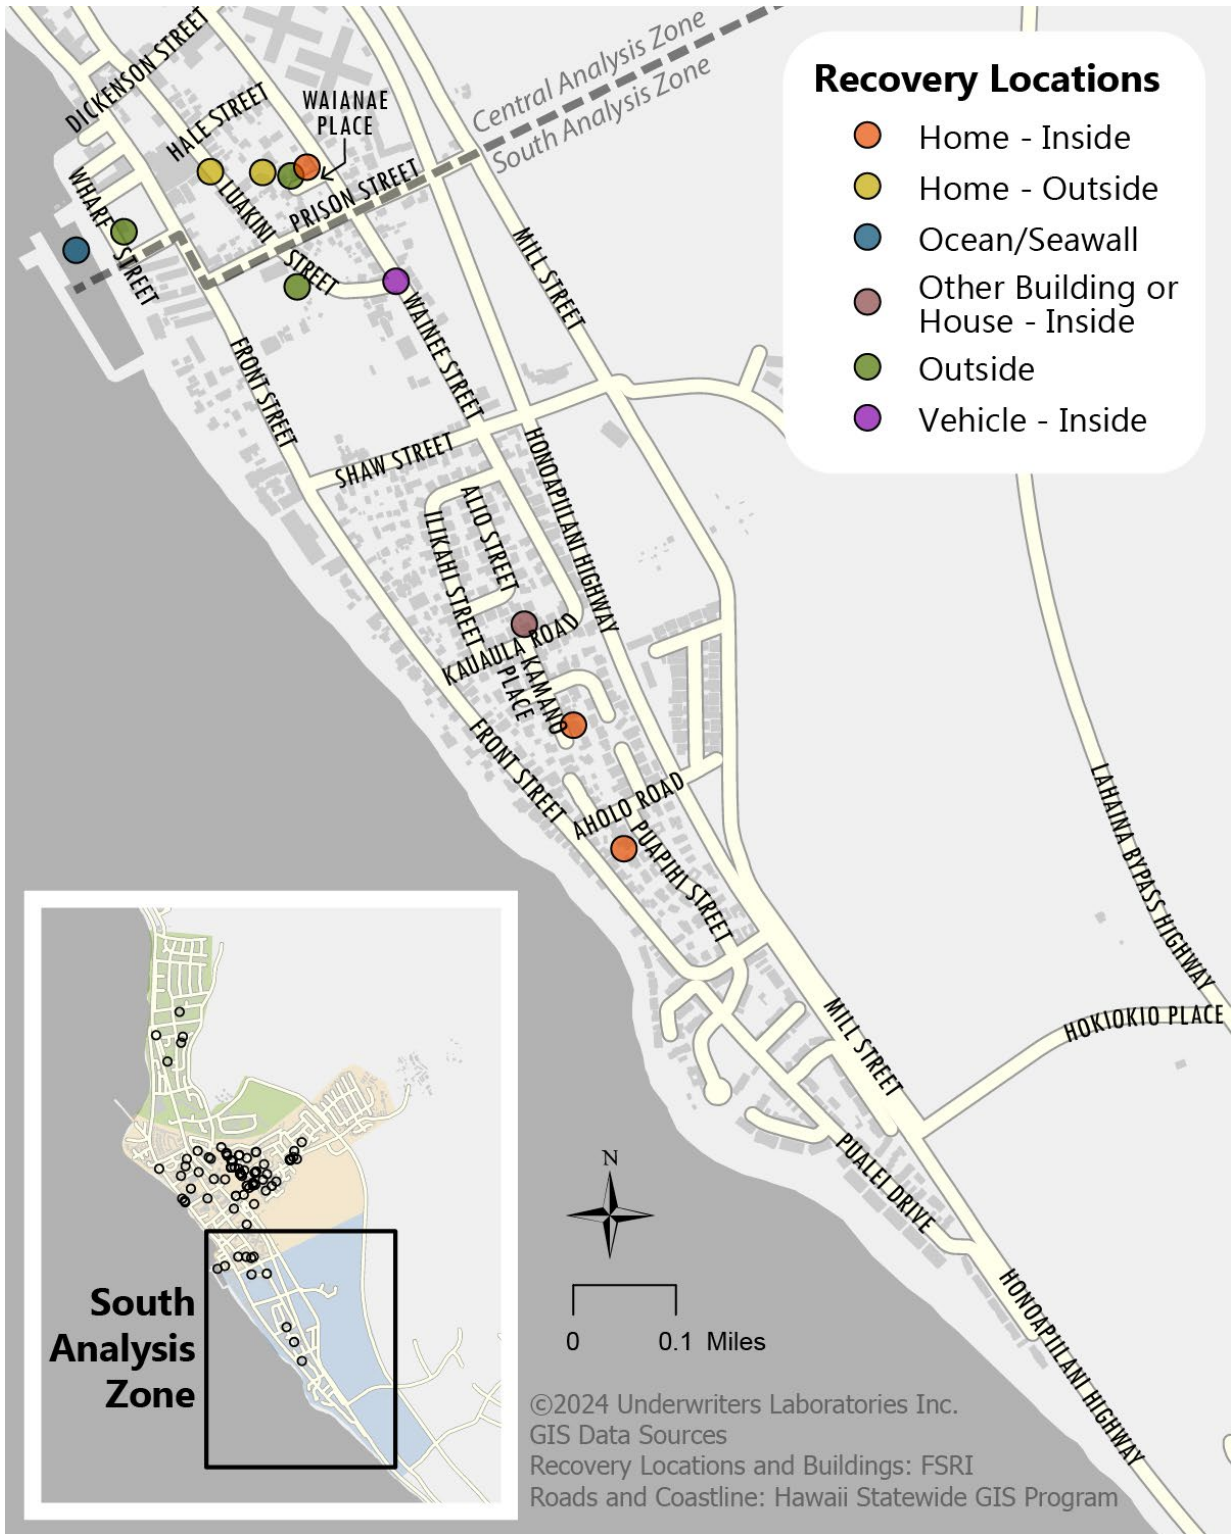 DICKENSON STREET
HALE STREET
WAIANAE
PLACE
Central Analysis Zone
South Analysis Zone
Recovery Locations
Home - Inside
Home - Outside
Ocean/Seawall
Other Building or
House - Inside
Outside
Vehicle - Inside
WHARF STREET
LUAKINI STREET
PRISON STREET
MILL STREET
FRONT STREET
WAINEE STREET
SHAW STREET
HONOAPIILANI HIGHWAY
ALIO STREET
ILIKAHI STREET
KAUAULA ROAD
KAMANO
PLACE
FRONT STREET
AHOLO ROAD
PUAPIHI STREET
LAHAINA BYPASS HIGHWAY
HOKIOKIO PLACE
MILL STREET
PUALEI DRIVE
HONOAPIILANI HIGHWAY
N
0 0.1 Miles
South
Analysis
Zone
©2024 Underwriters Laboratories Inc.
GIS Data Sources
Recovery Locations and Buildings: FSRI
Roads and Coastline: Hawaii Statewide GIS Program